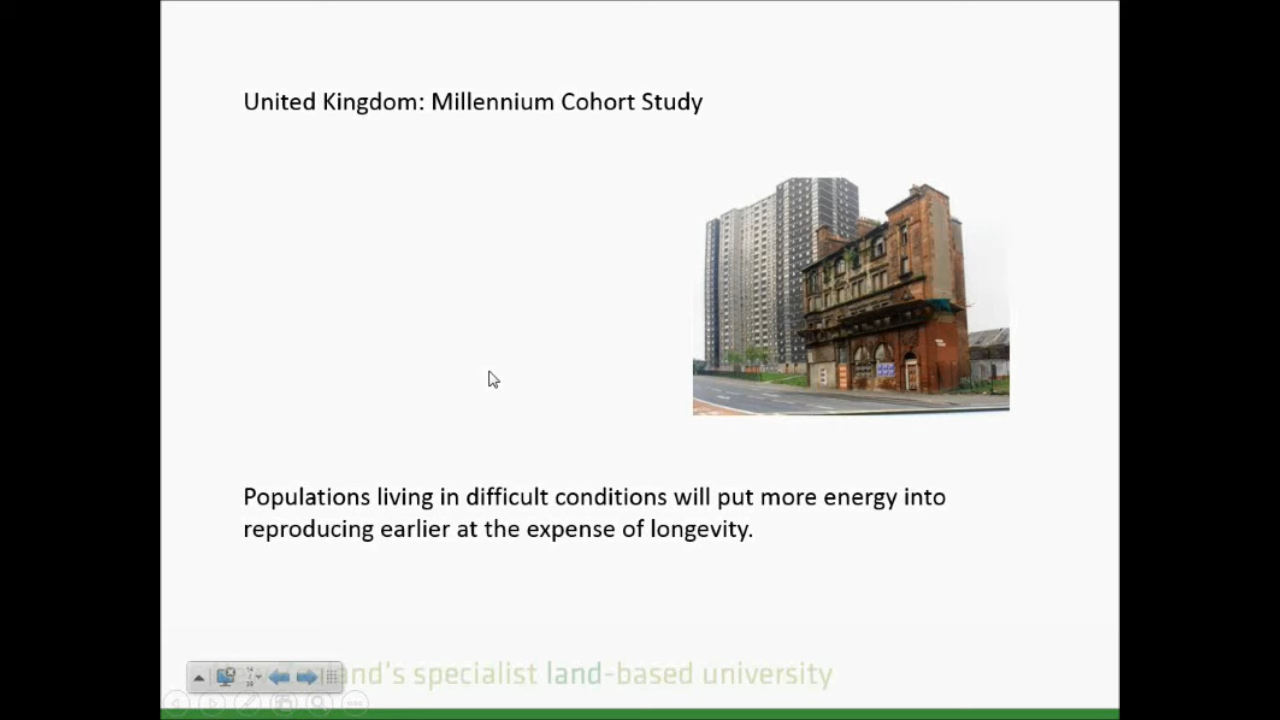 United Kingdom: Millennium Cohort Study
Populations living in difficult conditions will put more energy into
reproducing earlier at the expense of longevity.
land's specialist land-based university